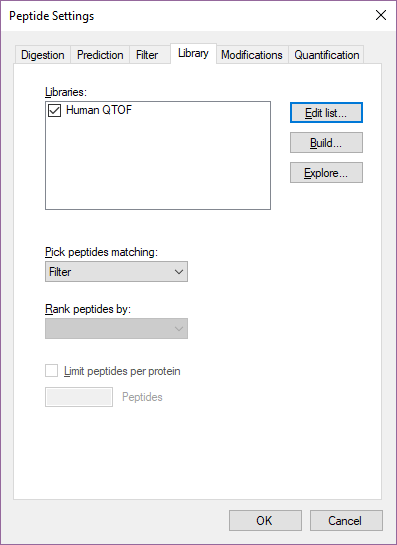 Peptide Settings
Digestion Prediction Filter Library Modifications Quantification
Libraries:
Human QTOF
Edit list...
Build...
Explore...
Pick peptides matching:
Filter
Rank peptides by:
Limit peptides per protein
Peptides
OK Cancel